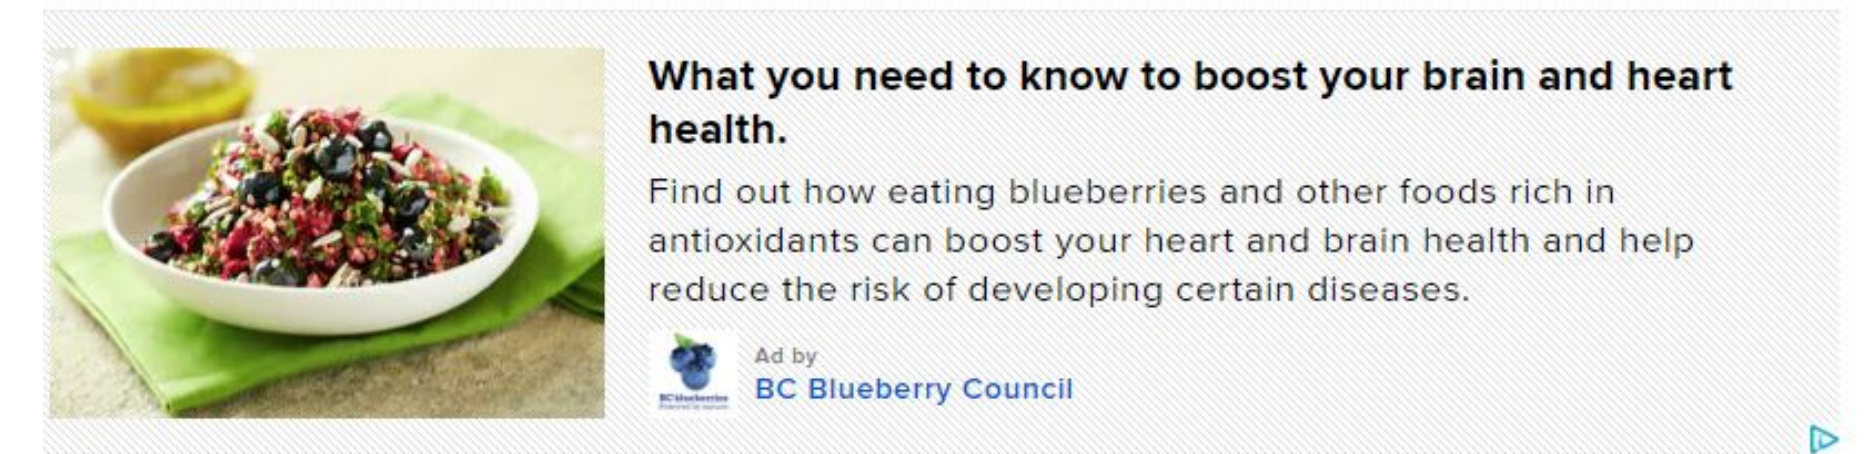 What you need to know to boost your brain and heart
health.
Find out how eating blueberries and other foods rich in
antioxidants can boost your heart and brain health and help
reduce the risk of developing certain diseases.
Ad by
BC Blueberry Council
BC blueberries